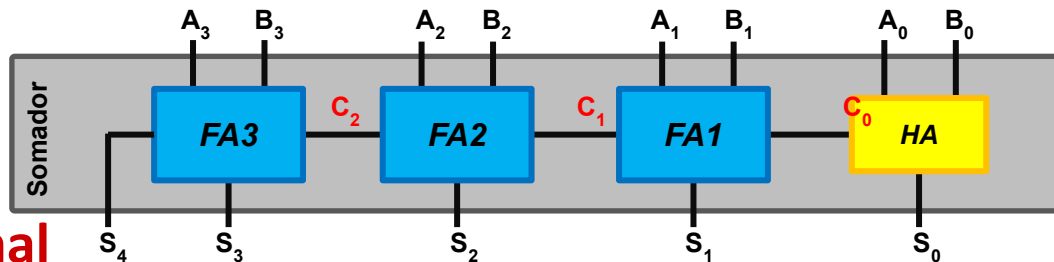 A₃ B₃ A₂ B₂ A₁ B₁ A₀ B₀
Somador
FA3 C₂ FA2 C₁ FA1 C₀ HA
S₄ S₃ S₂ S₁ S₀